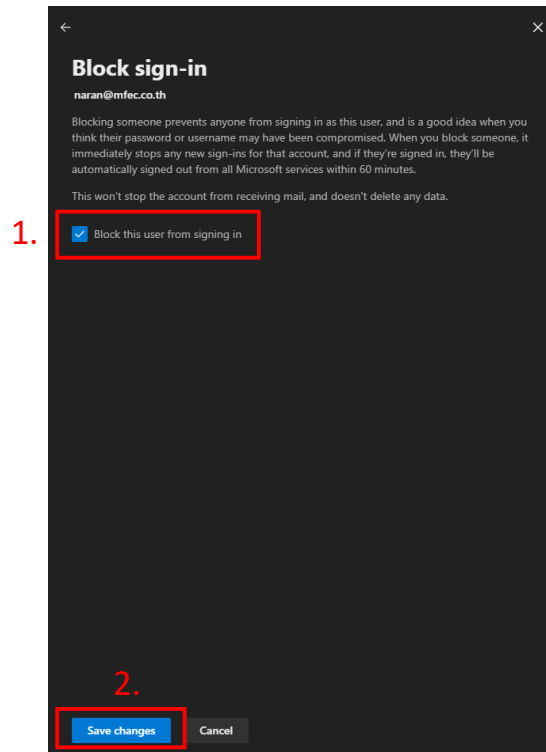 Block sign-in
naran@mfec.co.th
Blocking someone prevents anyone from signing in as this user, and is a good idea when you
think their password or username may have been compromised. When you block someone, it
immediately stops any new sign-ins for that account, and if they're signed in, they'll be
automatically signed out from all Microsoft services within 60 minutes.
This won't stop the account from receiving mail, and doesn't delete any data.
1.
Block this user from signing in
2.
Save changes Cancel